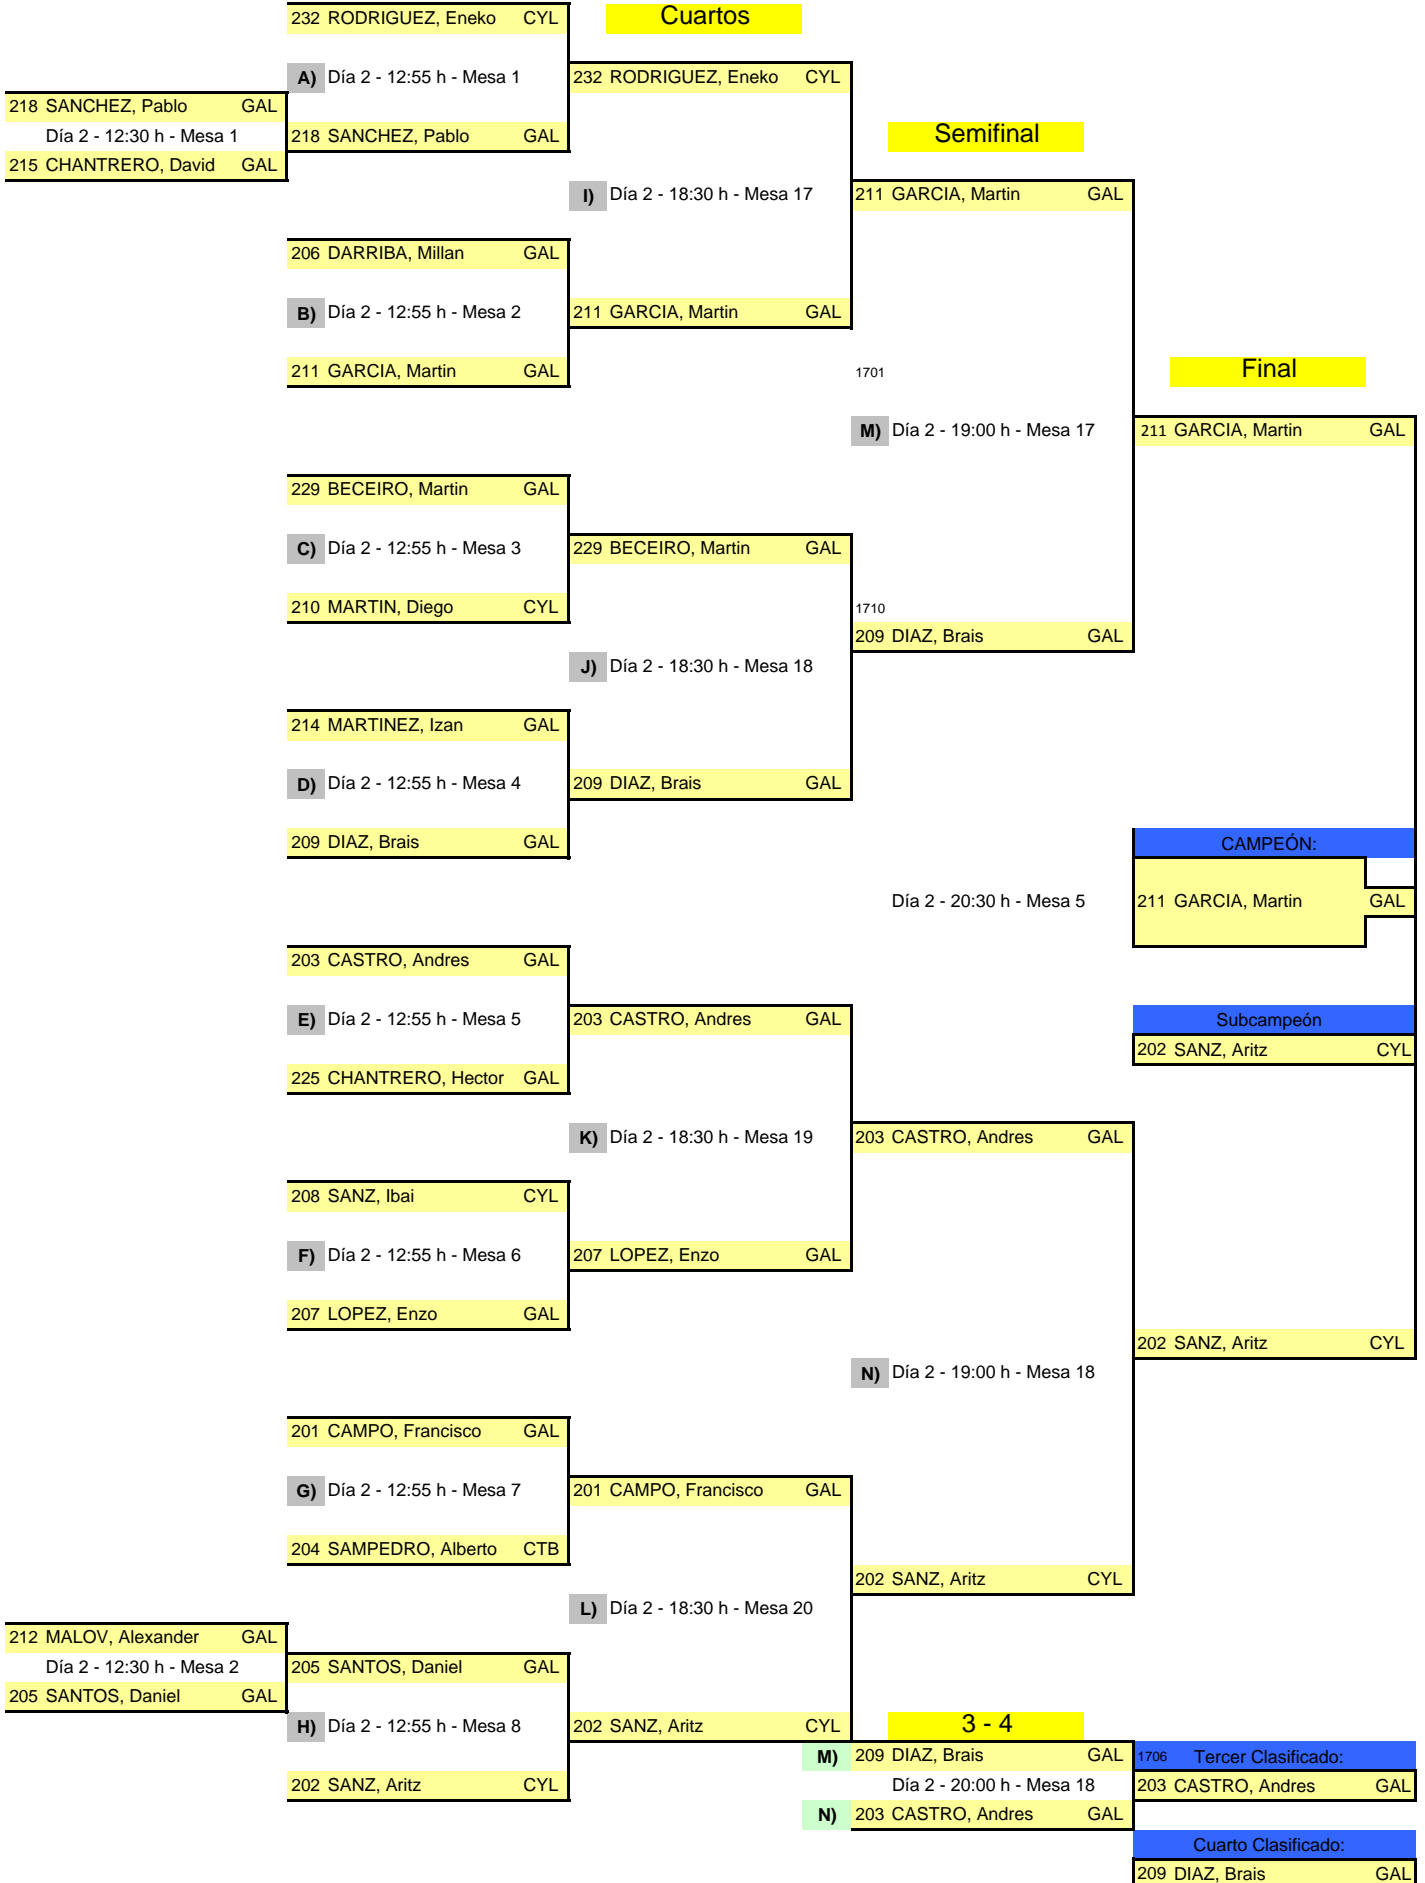 232 RODRIGUEZ, Eneko CYL
Cuartos
A) Día 2 - 12:55 h - Mesa 1
232 RODRIGUEZ, Eneko CYL
218 SANCHEZ, Pablo GAL
Día 2 - 12:30 h - Mesa 1
218 SANCHEZ, Pablo GAL
Semifinal
215 CHANTRERO, David GAL
I) Día 2 - 18:30 h - Mesa 17
211 GARCIA, Martin GAL
206 DARRIBA, Millan GAL
B) Día 2 - 12:55 h - Mesa 2
211 GARCIA, Martin GAL
211 GARCIA, Martin GAL
1701
Final
M) Día 2 - 19:00 h - Mesa 17
211 GARCIA, Martin GAL
229 BECEIRO, Martin GAL
C) Día 2 - 12:55 h - Mesa 3
229 BECEIRO, Martin GAL
210 MARTIN, Diego CYL
1710
209 DIAZ, Brais GAL
J) Día 2 - 18:30 h - Mesa 18
214 MARTINEZ, Izan GAL
D) Día 2 - 12:55 h - Mesa 4
209 DIAZ, Brais GAL
209 DIAZ, Brais GAL
CAMPEÓN:
Día 2 - 20:30 h - Mesa 5
211 GARCIA, Martin GAL
203 CASTRO, Andres GAL
E) Día 2 - 12:55 h - Mesa 5
203 CASTRO, Andres GAL
Subcampeón
202 SANZ, Aritz CYL
225 CHANTRERO, Hector GAL
K) Día 2 - 18:30 h - Mesa 19
203 CASTRO, Andres GAL
208 SANZ, Ibai CYL
F) Día 2 - 12:55 h - Mesa 6
207 LOPEZ, Enzo GAL
207 LOPEZ, Enzo GAL
202 SANZ, Aritz CYL
N) Día 2 - 19:00 h - Mesa 18
201 CAMPO, Francisco GAL
G) Día 2 - 12:55 h - Mesa 7
201 CAMPO, Francisco GAL
204 SAMPEDRO, Alberto CTB
202 SANZ, Aritz CYL
L) Día 2 - 18:30 h - Mesa 20
212 MALOV, Alexander GAL
Día 2 - 12:30 h - Mesa 2
205 SANTOS, Daniel GAL
205 SANTOS, Daniel GAL
H) Día 2 - 12:55 h - Mesa 8
202 SANZ, Aritz CYL
3 - 4
M) 209 DIAZ, Brais GAL
1706 Tercer Clasificado:
202 SANZ, Aritz CYL
Día 2 - 20:00 h - Mesa 18
203 CASTRO, Andres GAL
N) 203 CASTRO, Andres GAL
Cuarto Clasificado:
209 DIAZ, Brais GAL